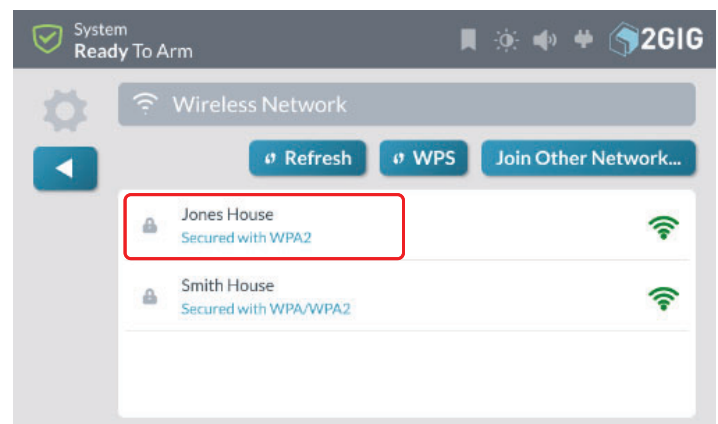 System
Ready To Arm
2GIG
Wireless Network
Refresh
WPS
Join Other Network...
Jones House
Secured with WPA2
Smith House
Secured with WPA/WPA2